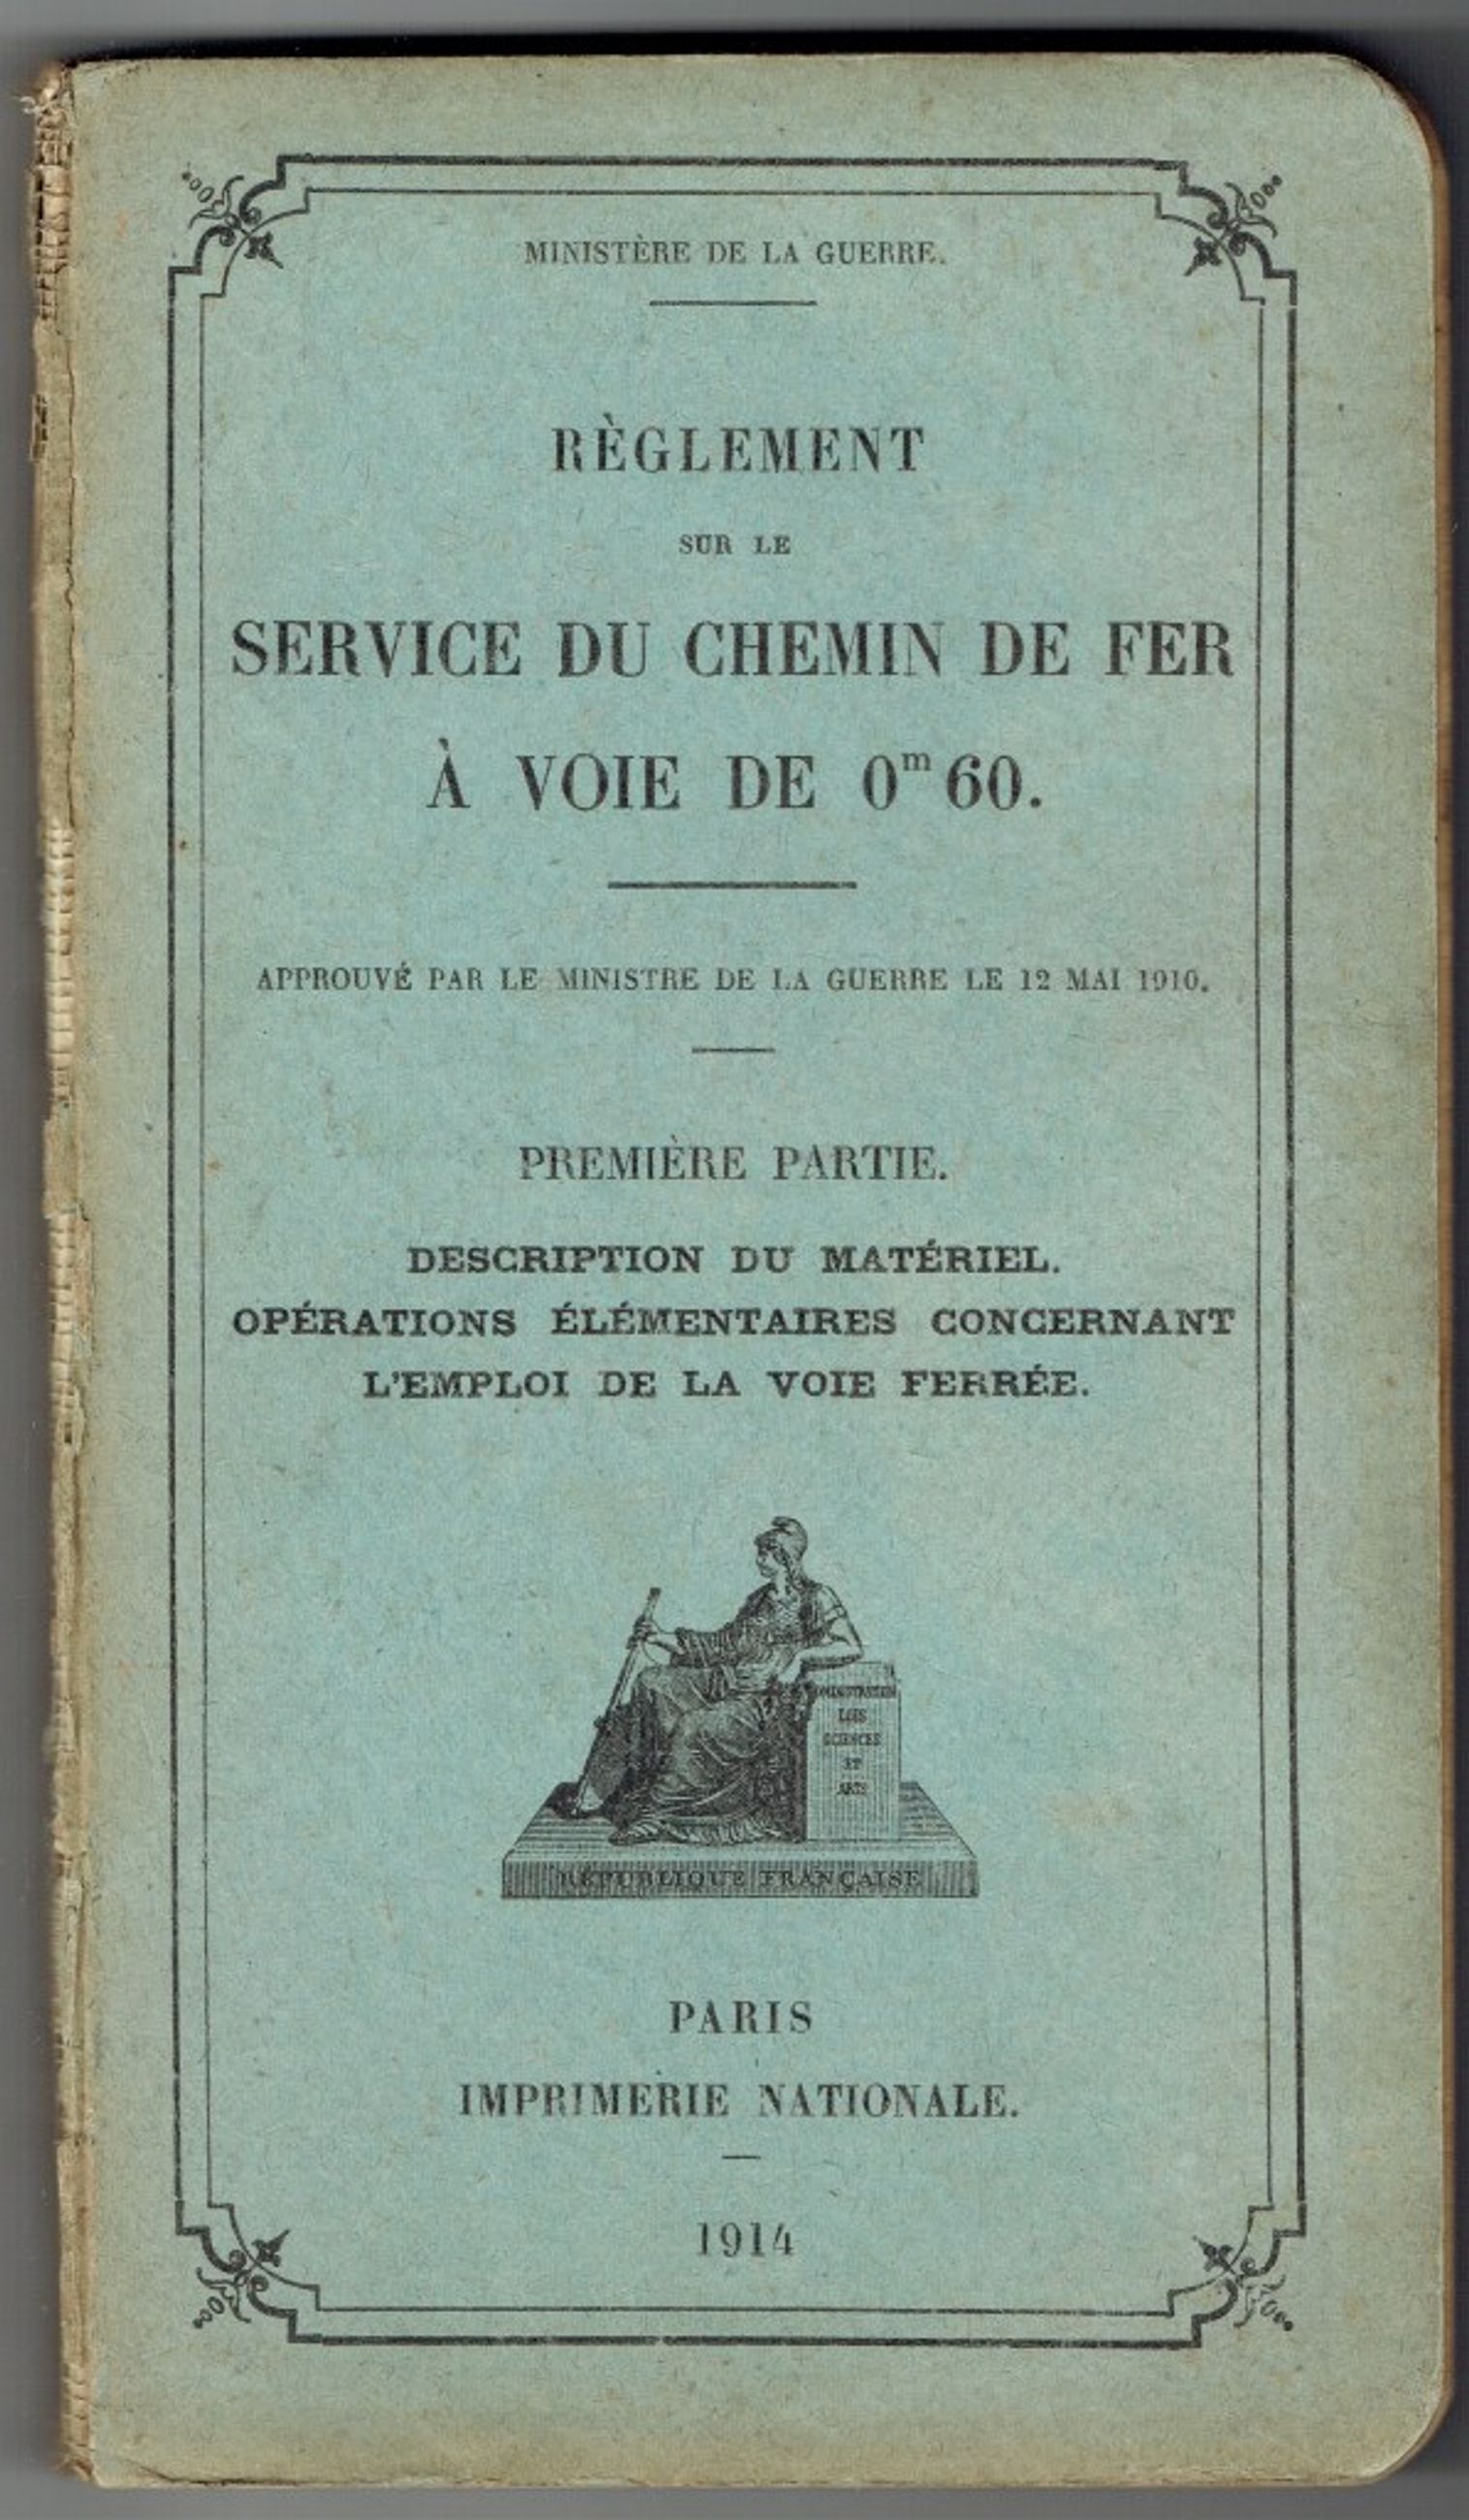 MINISTÈRE DE LA GUERRE.
RÈGLEMENT
SUR LE
SERVICE DU CHEMIN DE FER
À VOIE DE 0ᵐ 60.
APPROUVÉ PAR LE MINISTRE DE LA GUERRE LE 12 MAI 1910.
PREMIÈRE PARTIE.
DESCRIPTION DU MATÉRIEL.
OPÉRATIONS ÉLÉMENTAIRES CONCERNANT
L'EMPLOI DE LA VOIE FERRÉE.
ADMINISTRATION
LOIS
SCIENCES
ET
ARTS
RÉPUBLIQUE FRANÇAISE
PARIS
IMPRIMERIE NATIONALE.
1914